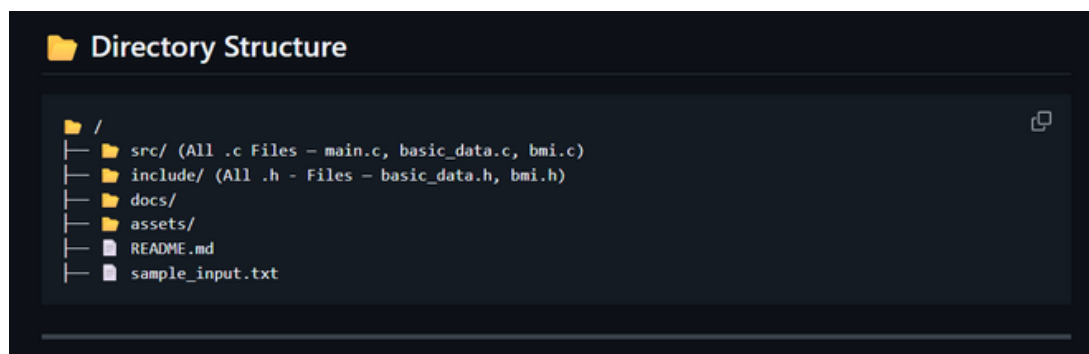 Directory Structure
/
├── src/ (All .c Files — main.c, basic_data.c, bmi.c)
├── include/ (All .h - Files — basic_data.h, bmi.h)
├── docs/
├── assets/
├── README.md
├── sample_input.txt